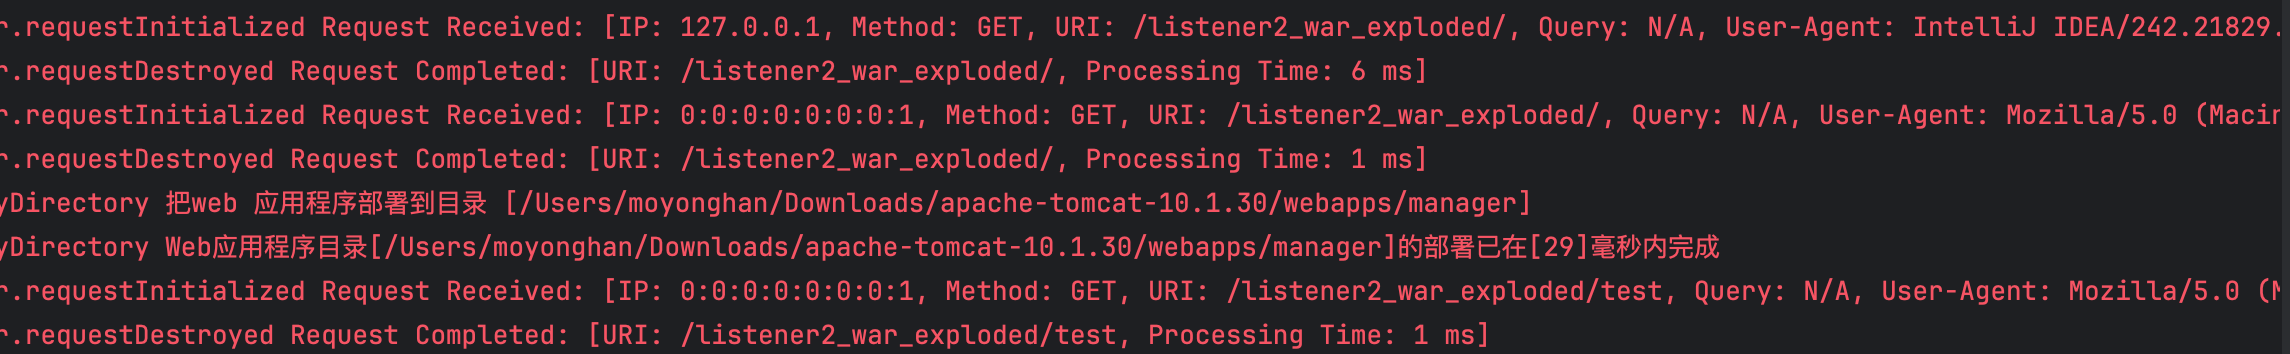 r.requestInitialized Request Received: [IP: 127.0.0.1, Method: GET, URI: /listener2_war_exploded/, Query: N/A, User-Agent: IntelliJ IDEA/242.21829.
r.requestDestroyed Request Completed: [URI: /listener2_war_exploded/, Processing Time: 6 ms]
r.requestInitialized Request Received: [IP: 0:0:0:0:0:0:0:1, Method: GET, URI: /listener2_war_exploded/, Query: N/A, User-Agent: Mozilla/5.0 (Macin
r.requestDestroyed Request Completed: [URI: /listener2_war_exploded/, Processing Time: 1 ms]
yDirectory 把web 应用程序部署到目录 [/Users/moyonghan/Downloads/apache-tomcat-10.1.30/webapps/manager]
yDirectory Web应用程序目录[/Users/moyonghan/Downloads/apache-tomcat-10.1.30/webapps/manager]的部署已在[29]毫秒内完成
r.requestInitialized Request Received: [IP: 0:0:0:0:0:0:0:1, Method: GET, URI: /listener2_war_exploded/test, Query: N/A, User-Agent: Mozilla/5.0 (M
r.requestDestroyed Request Completed: [URI: /listener2_war_exploded/test, Processing Time: 1 ms]